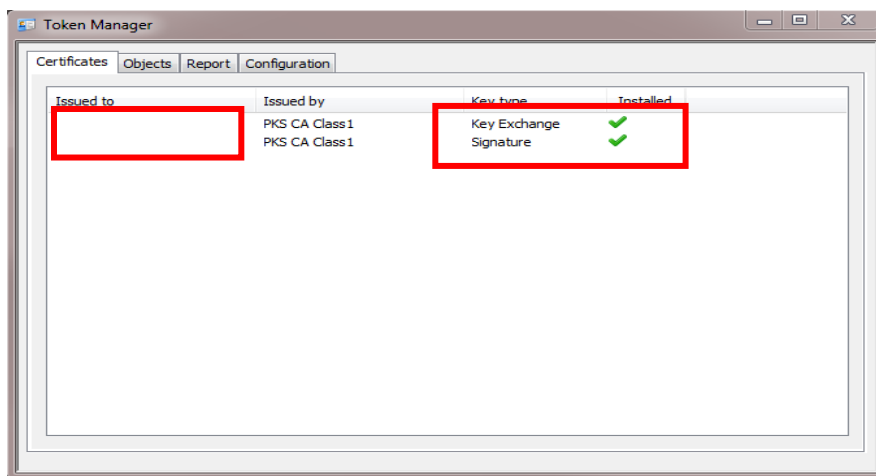 Token Manager
Certificates Objects Report Configuration
Issued to Issued by Key type Installed
PKS CA Class1 Key Exchange
PKS CA Class1 Signature